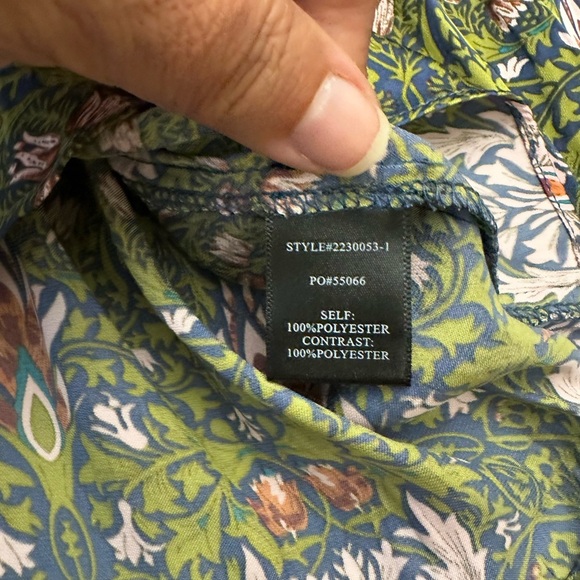 STYLE#2230053-1
PO#55066
SELF:
100%POLYESTER
CONTRAST:
100%POLYESTER